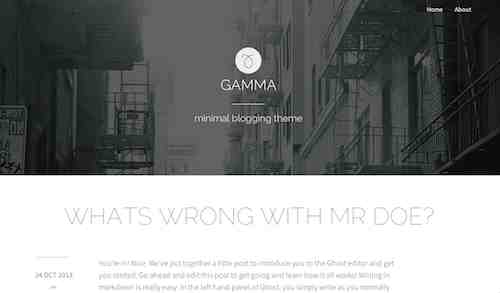 Home About
GAMMA
minimal blogging theme
WHATS WRONG WITH MR DOE?
24 OCT 2013
You're in! Nice. We've put together a little post to introduce you to the Ghost editor and get
you started. Go ahead and edit this post to get going and learn how it all works! Writing in
markdown is really easy. In the left hand panel of Ghost, you simply write as you normally